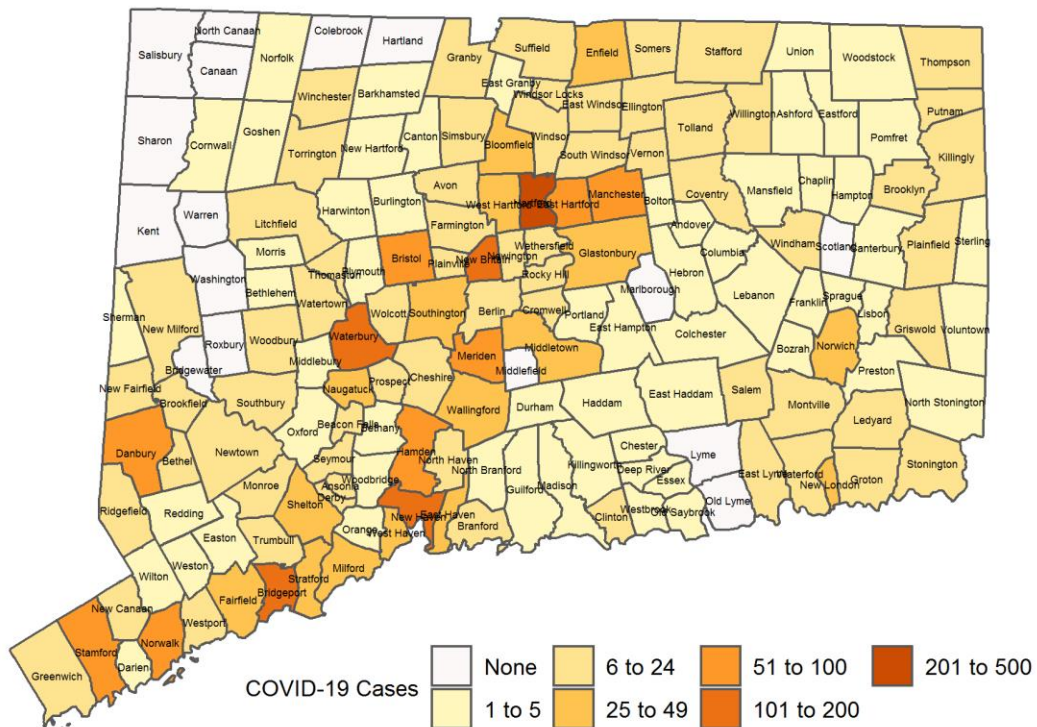 North Canaan
Colebrook
Hartland
Salisbury
Canaan
Norfolk
Granby
Suffield
Enfield
Somers
Stafford
Union
Woodstock
Thompson
East Granby
Windsor Locks
Winchester
Barkhamsted
East Windsor
Ellington
Willington
Ashford
Eastford
Putnam
Sharon
Cornwall
Goshen
Torrington
New Hartford
Canton
Simsbury
Bloomfield
Windsor
South Windsor
Vernon
Tolland
Pomfret
Killingly
Kent
Warren
Litchfield
Harwinton
Burlington
Avon
West Hartford
Hartford
East Hartford
Manchester
Bolton
Coventry
Mansfield
Chaplin
Hampton
Brooklyn
Andover
Farmington
Morris
Washington
Bethlehem
Thomaston
Plymouth
Bristol
Plainville
New Britain
Newington
Wethersfield
Rocky Hill
Glastonbury
Marlborough
Hebron
Columbia
Windham
Scotland
Canterbury
Plainfield
Sterling
Sherman
New Milford
Roxbury
Woodbury
Watertown
Waterbury
Wolcott
Southington
Berlin
Cromwell
Portland
East Hampton
Colchester
Lebanon
Franklin
Sprague
Lisbon
Griswold
Voluntown
Bozrah
Norwich
Preston
Bridgewater
Middlebury
Naugatuck
Prospect
Cheshire
Meriden
Middletown
Middlefield
New Fairfield
Brookfield
Southbury
Oxford
Beacon Falls
Bethany
Wallingford
Durham
Haddam
East Haddam
Salem
Montville
Ledyard
North Stonington
Danbury
Bethel
Newtown
Seymour
Woodbridge
Hamden
North Haven
North Branford
Guilford
Madison
Killingworth
Chester
Deep River
Essex
Lyme
East Lyme
Waterford
New London
Groton
Stonington
Ridgefield
Redding
Monroe
Ansonia
Derby
Shelton
Orange
New Haven
West Haven
East Haven
Branford
Clinton
Westbrook
Old Saybrook
Old Lyme
Easton
Trumbull
Wilton
Weston
Stratford
Milford
Bridgeport
Fairfield
New Canaan
Westport
Norwalk
Stamford
Darien
Greenwich
COVID-19 Cases
None
1 to 5
6 to 24
25 to 49
51 to 100
101 to 200
201 to 500